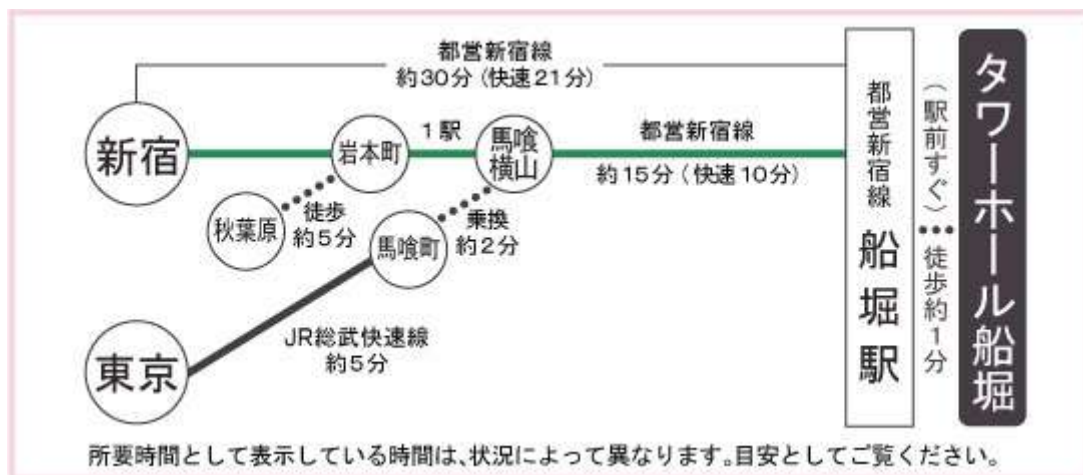 都営新宿線
約30分(快速21分)
新宿
岩本町
1駅
馬喰
横山
都営新宿線
約15分(快速10分)
秋葉原
徒歩
約5分
馬喰町
乗換
約2分
東京
JR総武快速線
約5分
都営新宿線 船堀駅
(駅前すぐ) 徒歩約1分
タワーホール船堀
所要時間として表示している時間は、状況によって異なります。目安としてご覧ください。